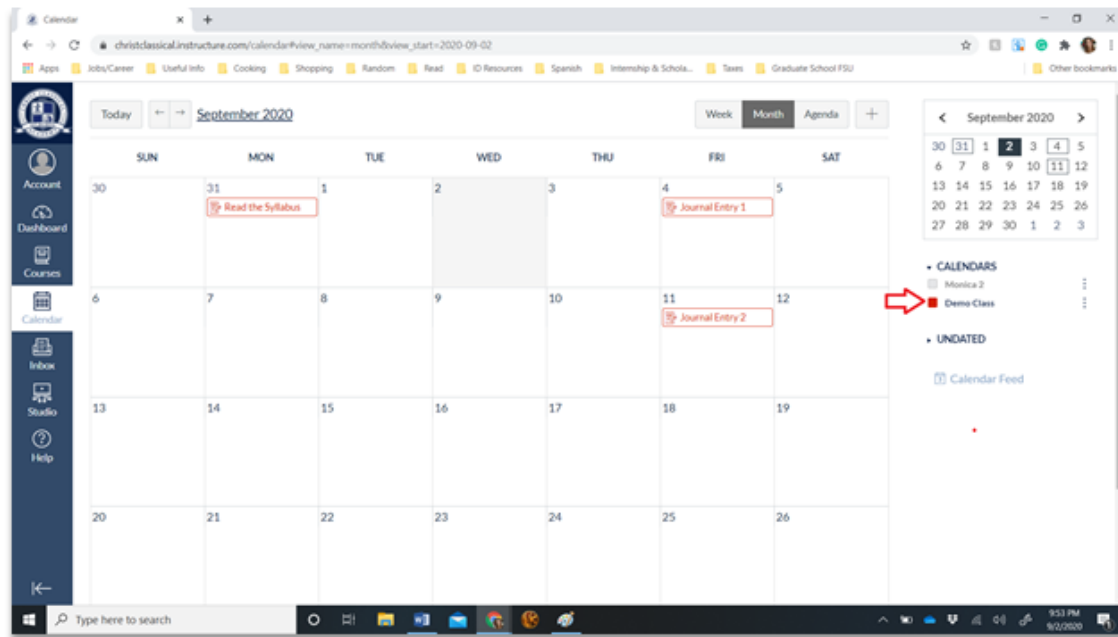 Calendar
christclassical.instructure.com/calendar#view_name=month&view_start=2020-09-02
Apps Jobs/Career Useful Info Cooking Shopping Random Read ID Resources Spanish Internship & Schola... Taxes Graduate School FSU Other bookmarks
Today September 2020 Week Month Agenda
SUN MON TUE WED THU FRI SAT
30 31 1 2 3 4 5
Read the Syllabus Journal Entry 1
6 7 8 9 10 11 12
Journal Entry 2
13 14 15 16 17 18 19
20 21 22 23 24 25 26
Account
Dashboard
Courses
Calendar
Inbox
Studio
Help
September 2020
30 31 1 2 3 4 5
6 7 8 9 10 11 12
13 14 15 16 17 18 19
20 21 22 23 24 25 26
27 28 29 30 1 2 3
CALENDARS
Monica 2
Demo Class
UNDATED
Calendar Feed
Type here to search
9:53 PM
9/2/2020